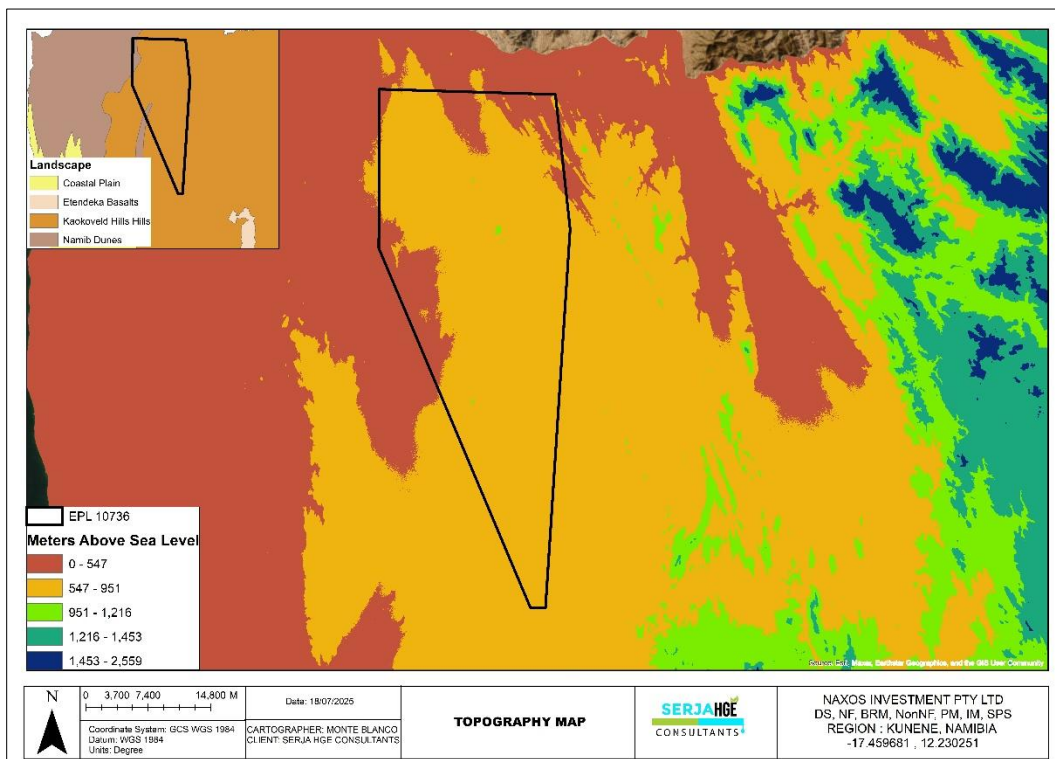 Landscape
Coastal Plain
Etendeka Basalts
Kaokoveld Hills Hills
Namib Dunes
EPL 10736
Meters Above Sea Level
0 - 547
547 - 951
951 - 1,216
1,216 - 1,453
1,453 - 2,559
Source: Esri, Maxar, Earthstar Geographics, and the GIS User Community
N
0 3,700 7,400 14,800 M
Coordinate System: GCS WGS 1984
Datum: WGS 1984
Units: Degree
Date: 18/07/2025
CARTOGRAPHER: MONTE BLANCO
CLIENT: SERJA HGE CONSULTANTS
TOPOGRAPHY MAP
SERJA HGE
CONSULTANTS
NAXOS INVESTMENT PTY LTD
DS, NF, BRM, NonNF, PM, IM, SPS
REGION : KUNENE, NAMIBIA
-17.459681 , 12.230251